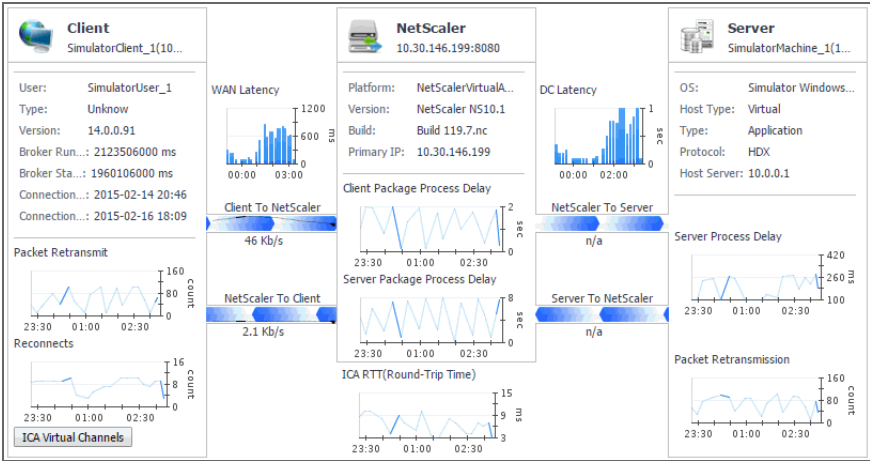 Client
SimulatorClient_1(10...
User: SimulatorUser_1
Type: Unknow
Version: 14.0.0.91
Broker Run...: 2123506000 ms
Broker Sta...: 1960106000 ms
Connection...: 2015-02-14 20:46
Connection...: 2015-02-16 18:09
Packet Retransmit
160
80
0
count
23:30 01:00 02:30
Reconnects
16
8
0
count
23:30 01:00 02:30
ICA Virtual Channels
WAN Latency
1200
600
0
ms
00:00 03:00
Client To NetScaler
46 Kb/s
NetScaler To Client
2.1 Kb/s
NetScaler
10.30.146.199:8080
Platform: NetScalerVirtualA...
Version: NetScaler NS10.1
Build: Build 119.7.nc
Primary IP: 10.30.146.199
Client Package Process Delay
2
0
sec
Server Package Process Delay
8
0
sec
23:30 01:00 02:30
ICA RTT(Round-Trip Time)
15
9
3
ms
23:30 01:00 02:30
DC Latency
1
0
sec
00:00 02:00
NetScaler To Server
n/a
Server To NetScaler
n/a
Server
SimulatorMachine_1(1...
OS: Simulator Windows...
Host Type: Virtual
Type: Application
Protocol: HDX
Host Server: 10.0.0.1
Server Process Delay
420
260
100
ms
23:30 01:00 02:30
Packet Retransmission
160
80
0
count
23:30 01:00 02:30